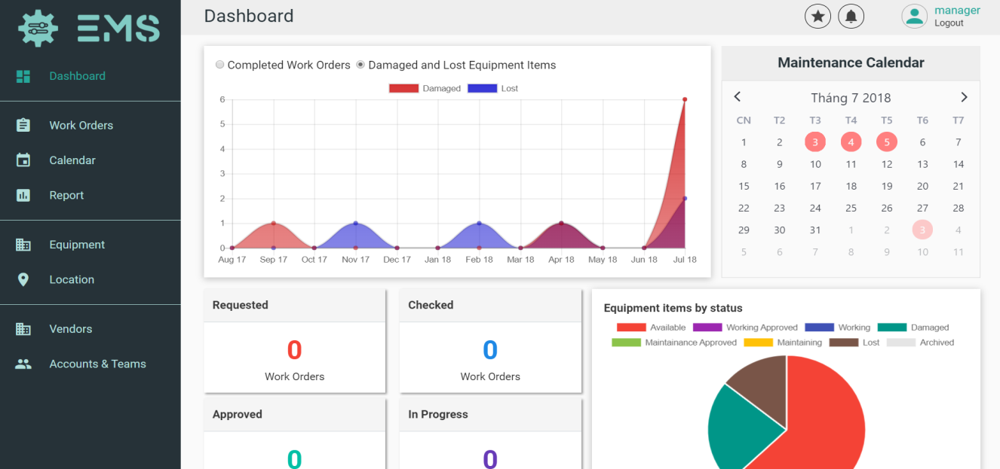 EMS
Dashboard
Work Orders
Calendar
Report
Equipment
Location
Vendors
Accounts & Teams
Dashboard
manager
Logout
Completed Work Orders Damaged and Lost Equipment Items
Damaged Lost
6
5
4
3
2
1
0
Aug 17 Sep 17 Oct 17 Nov 17 Dec 17 Jan 18 Feb 18 Mar 18 Apr 18 May 18 Jun 18 Jul 18
Maintenance Calendar
Tháng 7 2018
CN T2 T3 T4 T5 T6 T7
1 2 3 4 5 6 7
8 9 10 11 12 13 14
15 16 17 18 19 20 21
22 23 24 25 26 27 28
29 30 31 1 2 3 4
5 6 7 8 9 10 11
Requested
0
Work Orders
Checked
0
Work Orders
Approved
0
In Progress
0
Equipment items by status
Available Working Approved Working Damaged
Maintainance Approved Maintaining Lost Archived